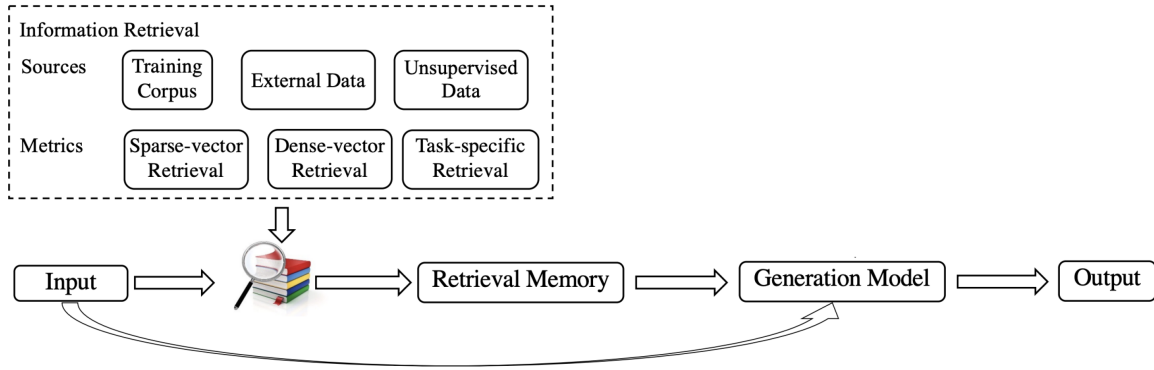 Information Retrieval
Sources
Training
Corpus
External Data
Unsupervised
Data
Metrics
Sparse-vector
Retrieval
Dense-vector
Retrieval
Task-specific
Retrieval
Input
Retrieval Memory
Generation Model
Output